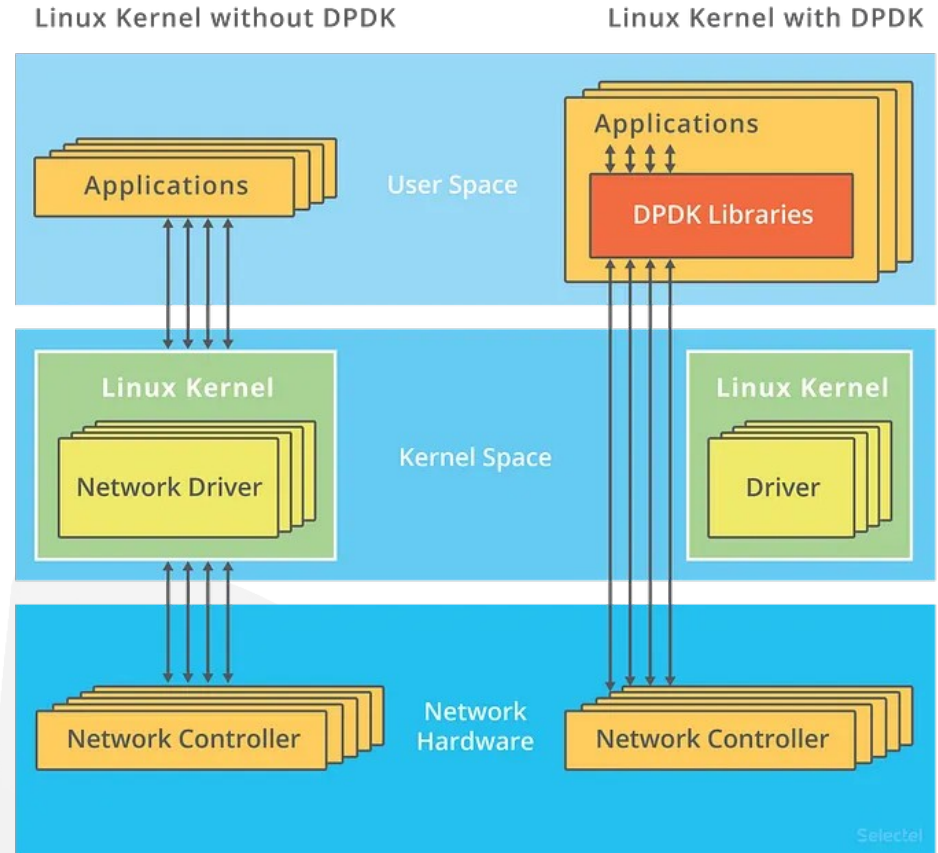 Linux Kernel without DPDK
Linux Kernel with DPDK
Applications
User Space
Applications
DPDK Libraries
Linux Kernel
Network Driver
Kernel Space
Linux Kernel
Driver
Network Controller
Network
Hardware
Network Controller
Selectel